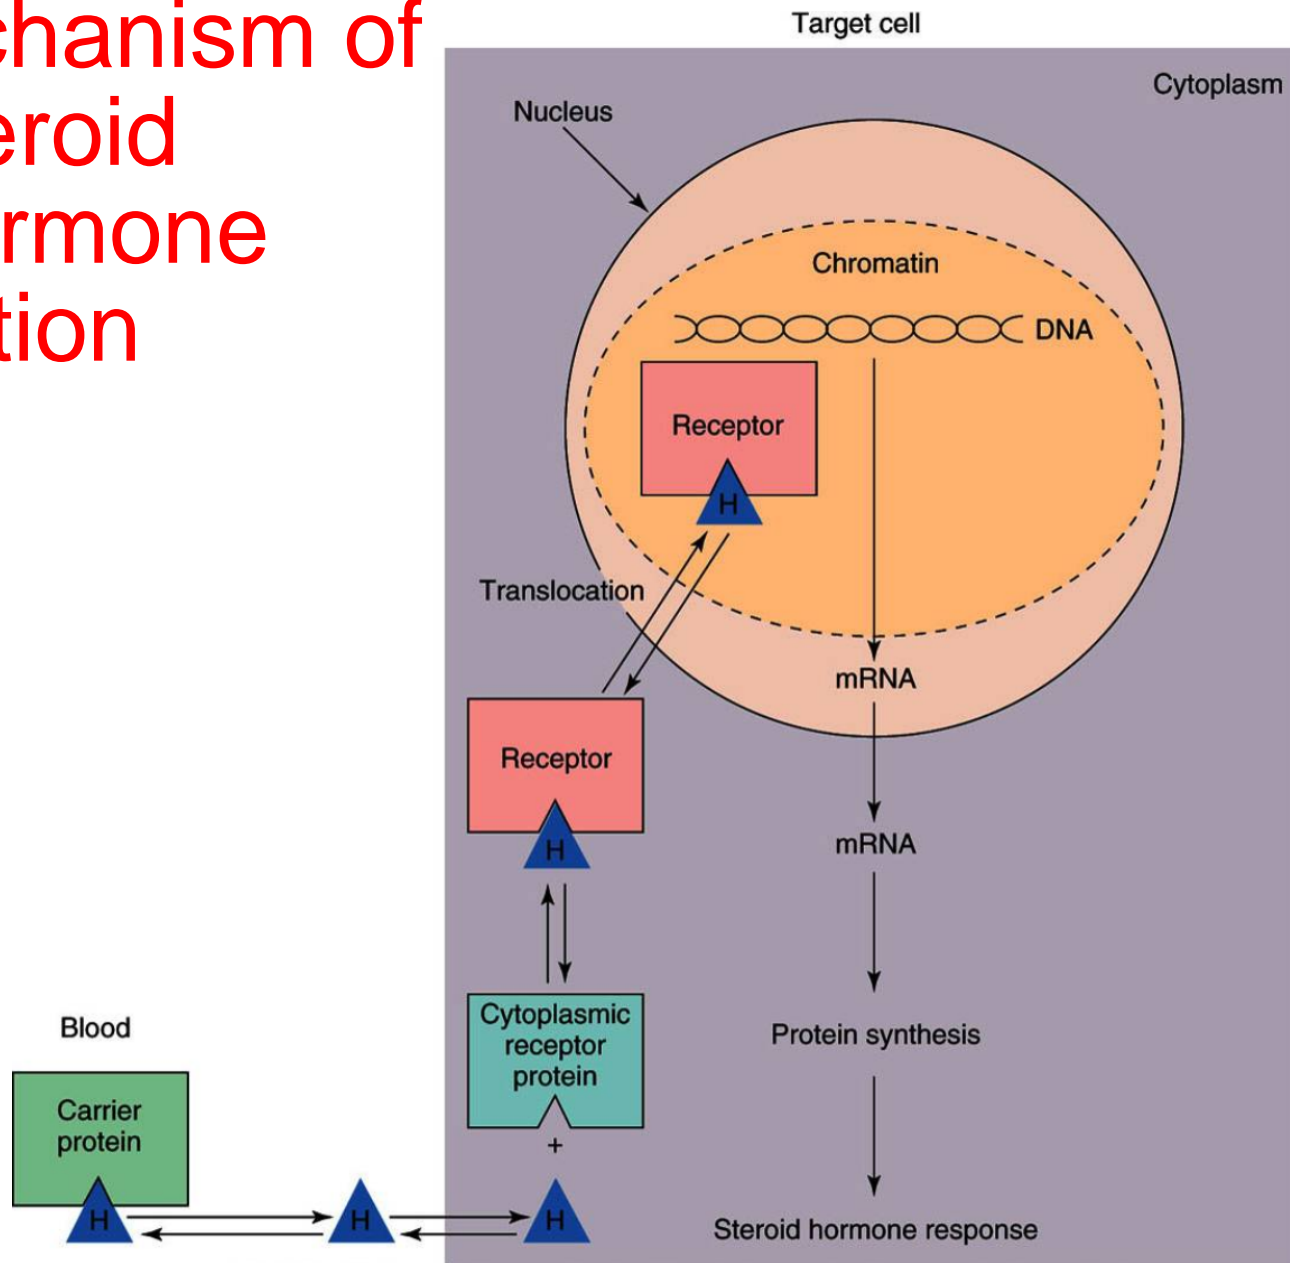 chanism of
eroid
rmone
tion
Target cell
Cytoplasm
Nucleus
Chromatin
DNA
Receptor
H
Translocation
mRNA
Receptor
H
mRNA
Cytoplasmic
receptor
protein
+
Protein synthesis
Blood
Carrier
protein
H
H
H
Steroid hormone response